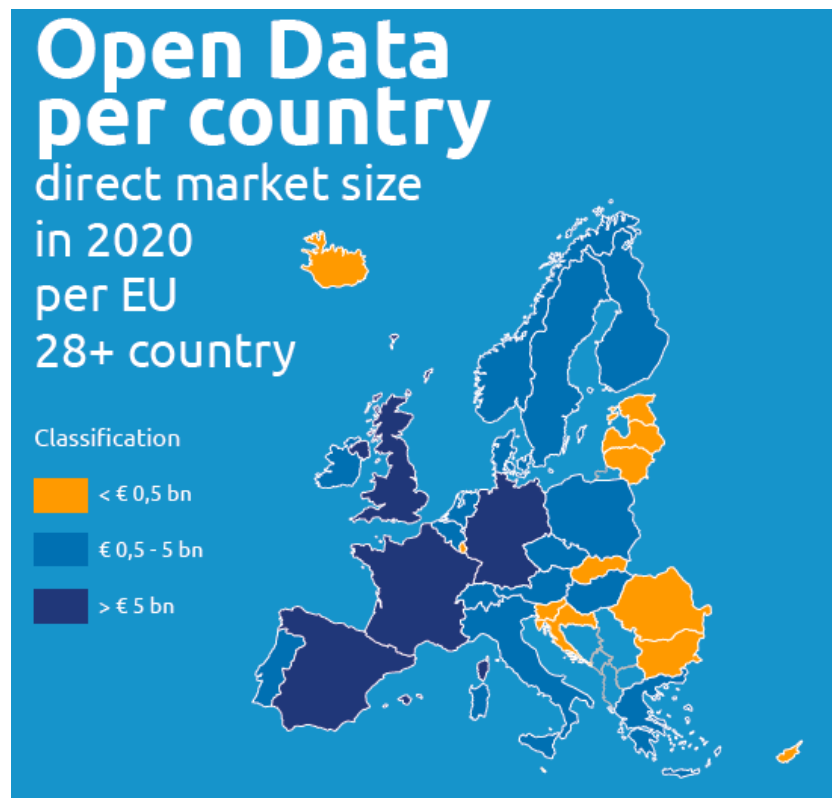 Open Data
per country
direct market size
in 2020
per EU
28+ country
Classification
< € 0,5 bn
€ 0,5 - 5 bn
> € 5 bn